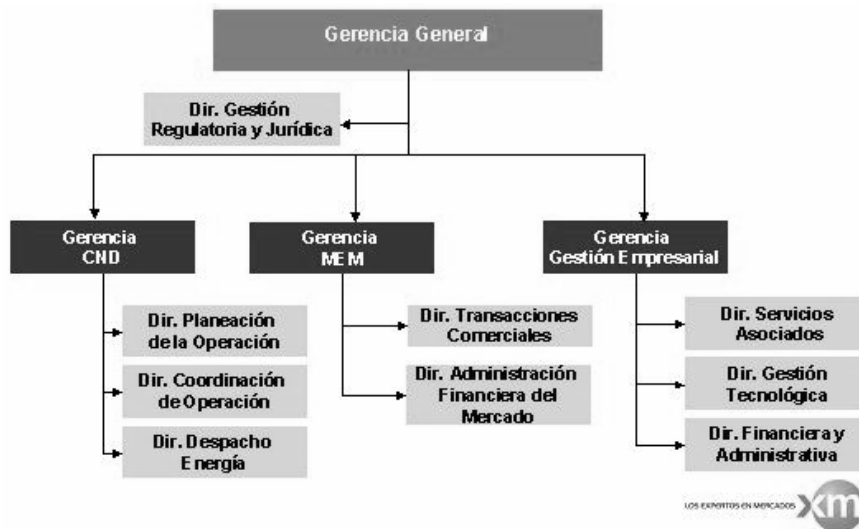 Gerencia General
Dir. Gestión
Regulatoria y Jurídica
Gerencia
CND
Gerencia
MEM
Gerencia
Gestión Empresarial
Dir. Planeación
de la Operación
Dir. Coordinación
de Operación
Dir. Despacho
Energía
Dir. Transacciones
Comerciales
Dir. Administración
Financiera del
Mercado
Dir. Servicios
Asociados
Dir. Gestión
Tecnológica
Dir. Financiera y
Administrativa
LOS EXPERTOS EN MERCADOS
xm